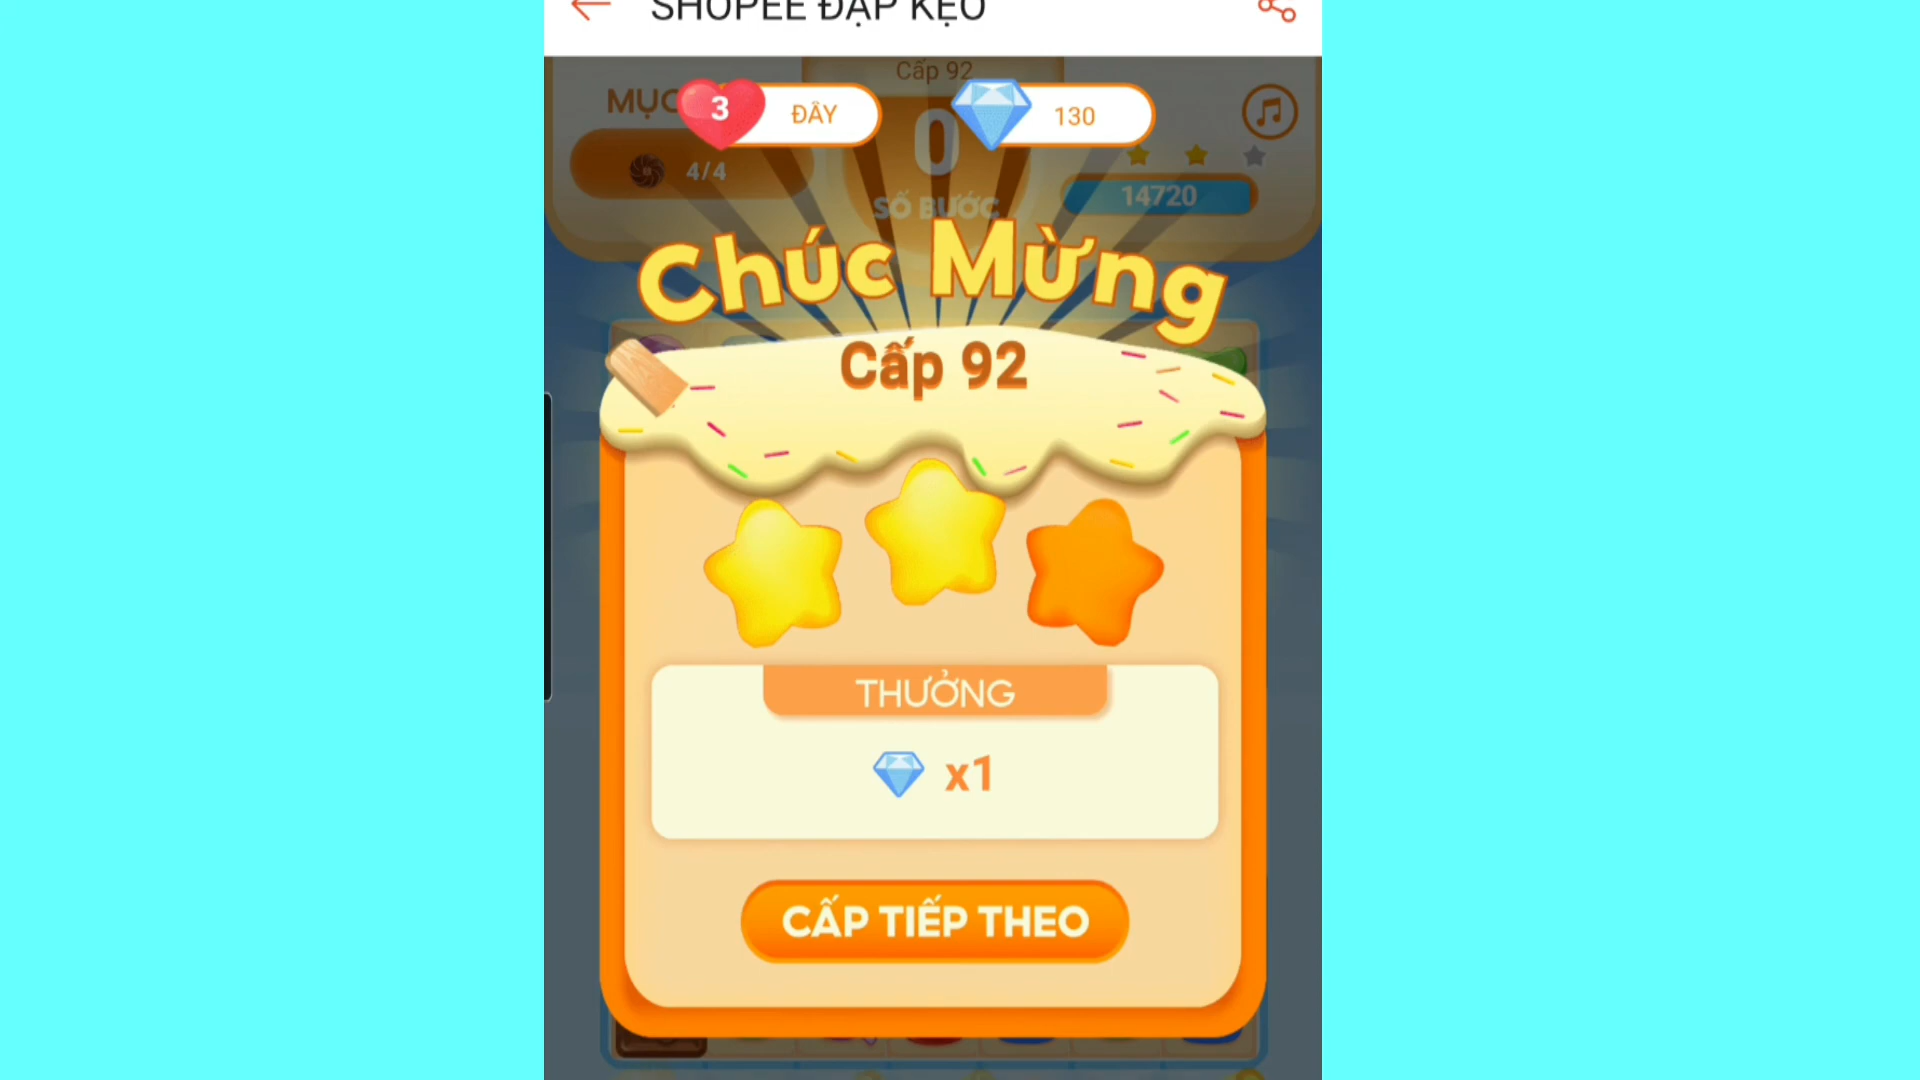 SHOPEE ĐẬP KẸO
Cấp 92
3
ĐẦY
130
MỤC
4/4
0
SỐ BƯỚC
14720
Chúc Mừng
Cấp 92
THƯỞNG
x1
CẤP TIẾP THEO